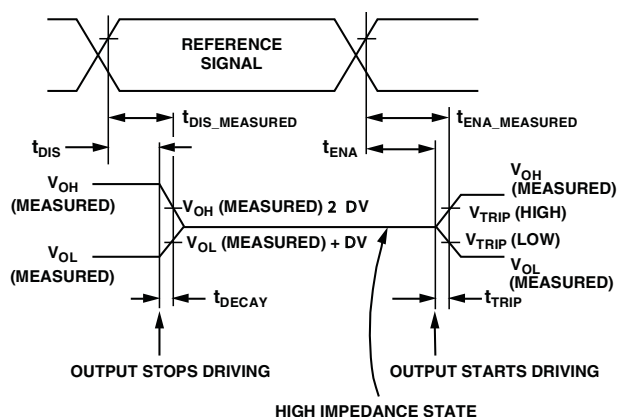 REFERENCE
SIGNAL
tDIS_MEASURED
tENA_MEASURED
tDIS
tENA
VOH
(MEASURED)
VOH (MEASURED) 2 DV
VOH
(MEASURED)
VTRIP (HIGH)
VOL
(MEASURED)
VOL (MEASURED) + DV
VTRIP (LOW)
VOL
(MEASURED)
tDECAY
tTRIP
OUTPUT STOPS DRIVING
OUTPUT STARTS DRIVING
HIGH IMPEDANCE STATE